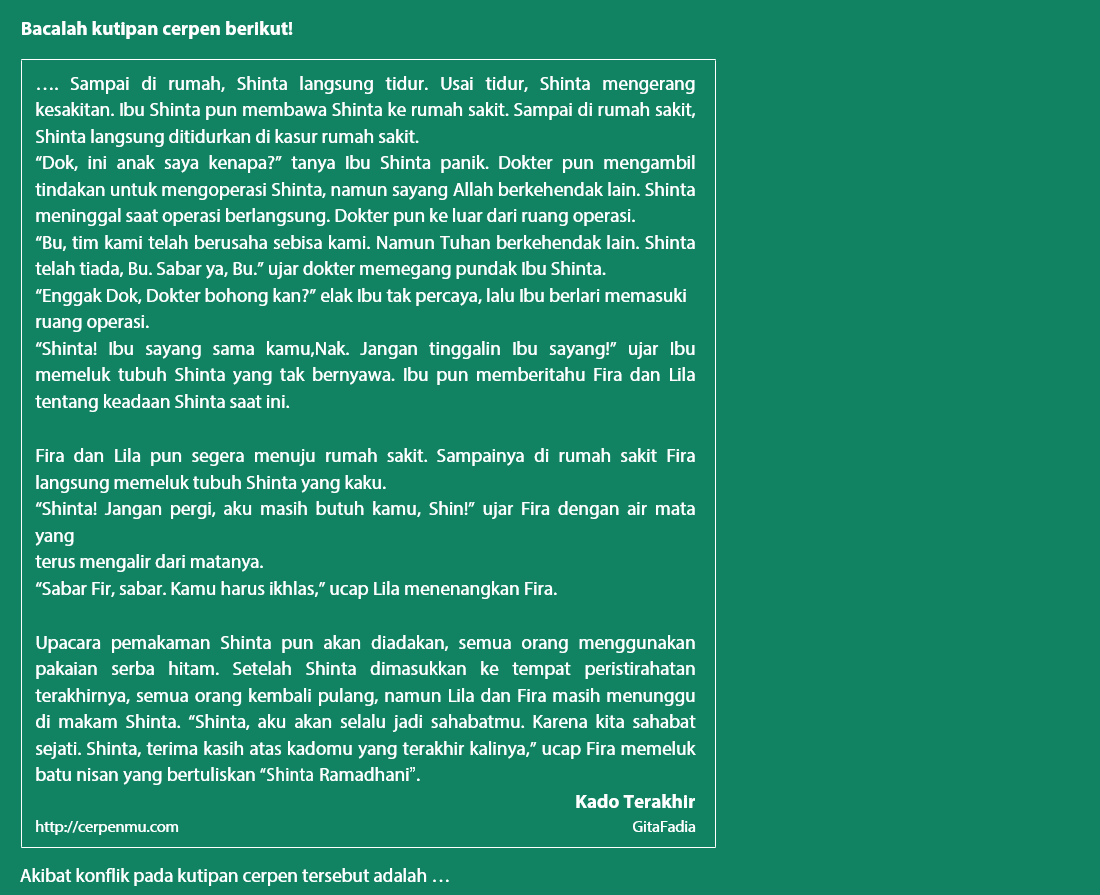 Bacalah kutipan cerpen berikut!
…. Sampai di rumah, Shinta langsung tidur. Usai tidur, Shinta mengerang
kesakitan. Ibu Shinta pun membawa Shinta ke rumah sakit. Sampai di rumah sakit,
Shinta langsung ditidurkan di kasur rumah sakit.
“Dok, ini anak saya kenapa?” tanya Ibu Shinta panik. Dokter pun mengambil
tindakan untuk mengoperasi Shinta, namun sayang Allah berkehendak lain. Shinta
meninggal saat operasi berlangsung. Dokter pun ke luar dari ruang operasi.
“Bu, tim kami telah berusaha sebisa kami. Namun Tuhan berkehendak lain. Shinta
telah tiada, Bu. Sabar ya, Bu.” ujar dokter memegang pundak Ibu Shinta.
“Enggak Dok, Dokter bohong kan?” elak Ibu tak percaya, lalu Ibu berlari memasuki
ruang operasi.
“Shinta! Ibu sayang sama kamu,Nak. Jangan tinggalin Ibu sayang!” ujar Ibu
memeluk tubuh Shinta yang tak bernyawa. Ibu pun memberitahu Fira dan Lila
tentang keadaan Shinta saat ini.
Fira dan Lila pun segera menuju rumah sakit. Sampainya di rumah sakit Fira
langsung memeluk tubuh Shinta yang kaku.
“Shinta! Jangan pergi, aku masih butuh kamu, Shin!” ujar Fira dengan air mata
yang
terus mengalir dari matanya.
“Sabar Fir, sabar. Kamu harus ikhlas,” ucap Lila menenangkan Fira.
Upacara pemakaman Shinta pun akan diadakan, semua orang menggunakan
pakaian serba hitam. Setelah Shinta dimasukkan ke tempat peristirahatan
terakhirnya, semua orang kembali pulang, namun Lila dan Fira masih menunggu
di makam Shinta. “Shinta, aku akan selalu jadi sahabatmu. Karena kita sahabat
sejati. Shinta, terima kasih atas kadomu yang terakhir kalinya,” ucap Fira memeluk
batu nisan yang bertuliskan “Shinta Ramadhani”.
Kado Terakhir
http://cerpenmu.com GitaFadia
Akibat konflik pada kutipan cerpen tersebut adalah …